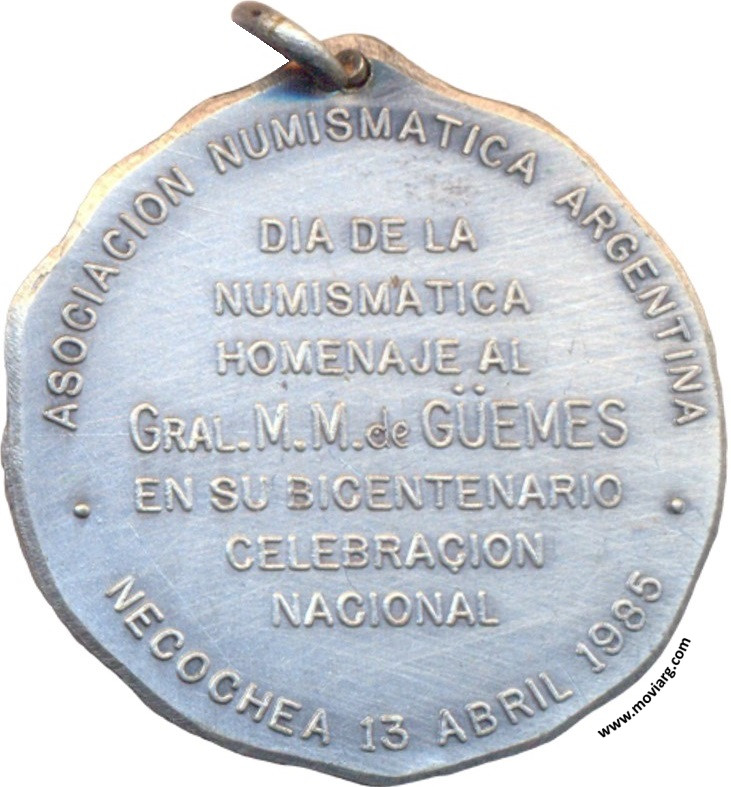 ASOCIACION NUMISMATICA ARGENTINA
DIA DE LA
NUMISMATICA
HOMENAJE AL
GRAL. M. M. de GÜEMES
EN SU BICENTENARIO
CELEBRACION
NACIONAL
NECOCHEA 13 ABRIL 1985
www.moviarg.com